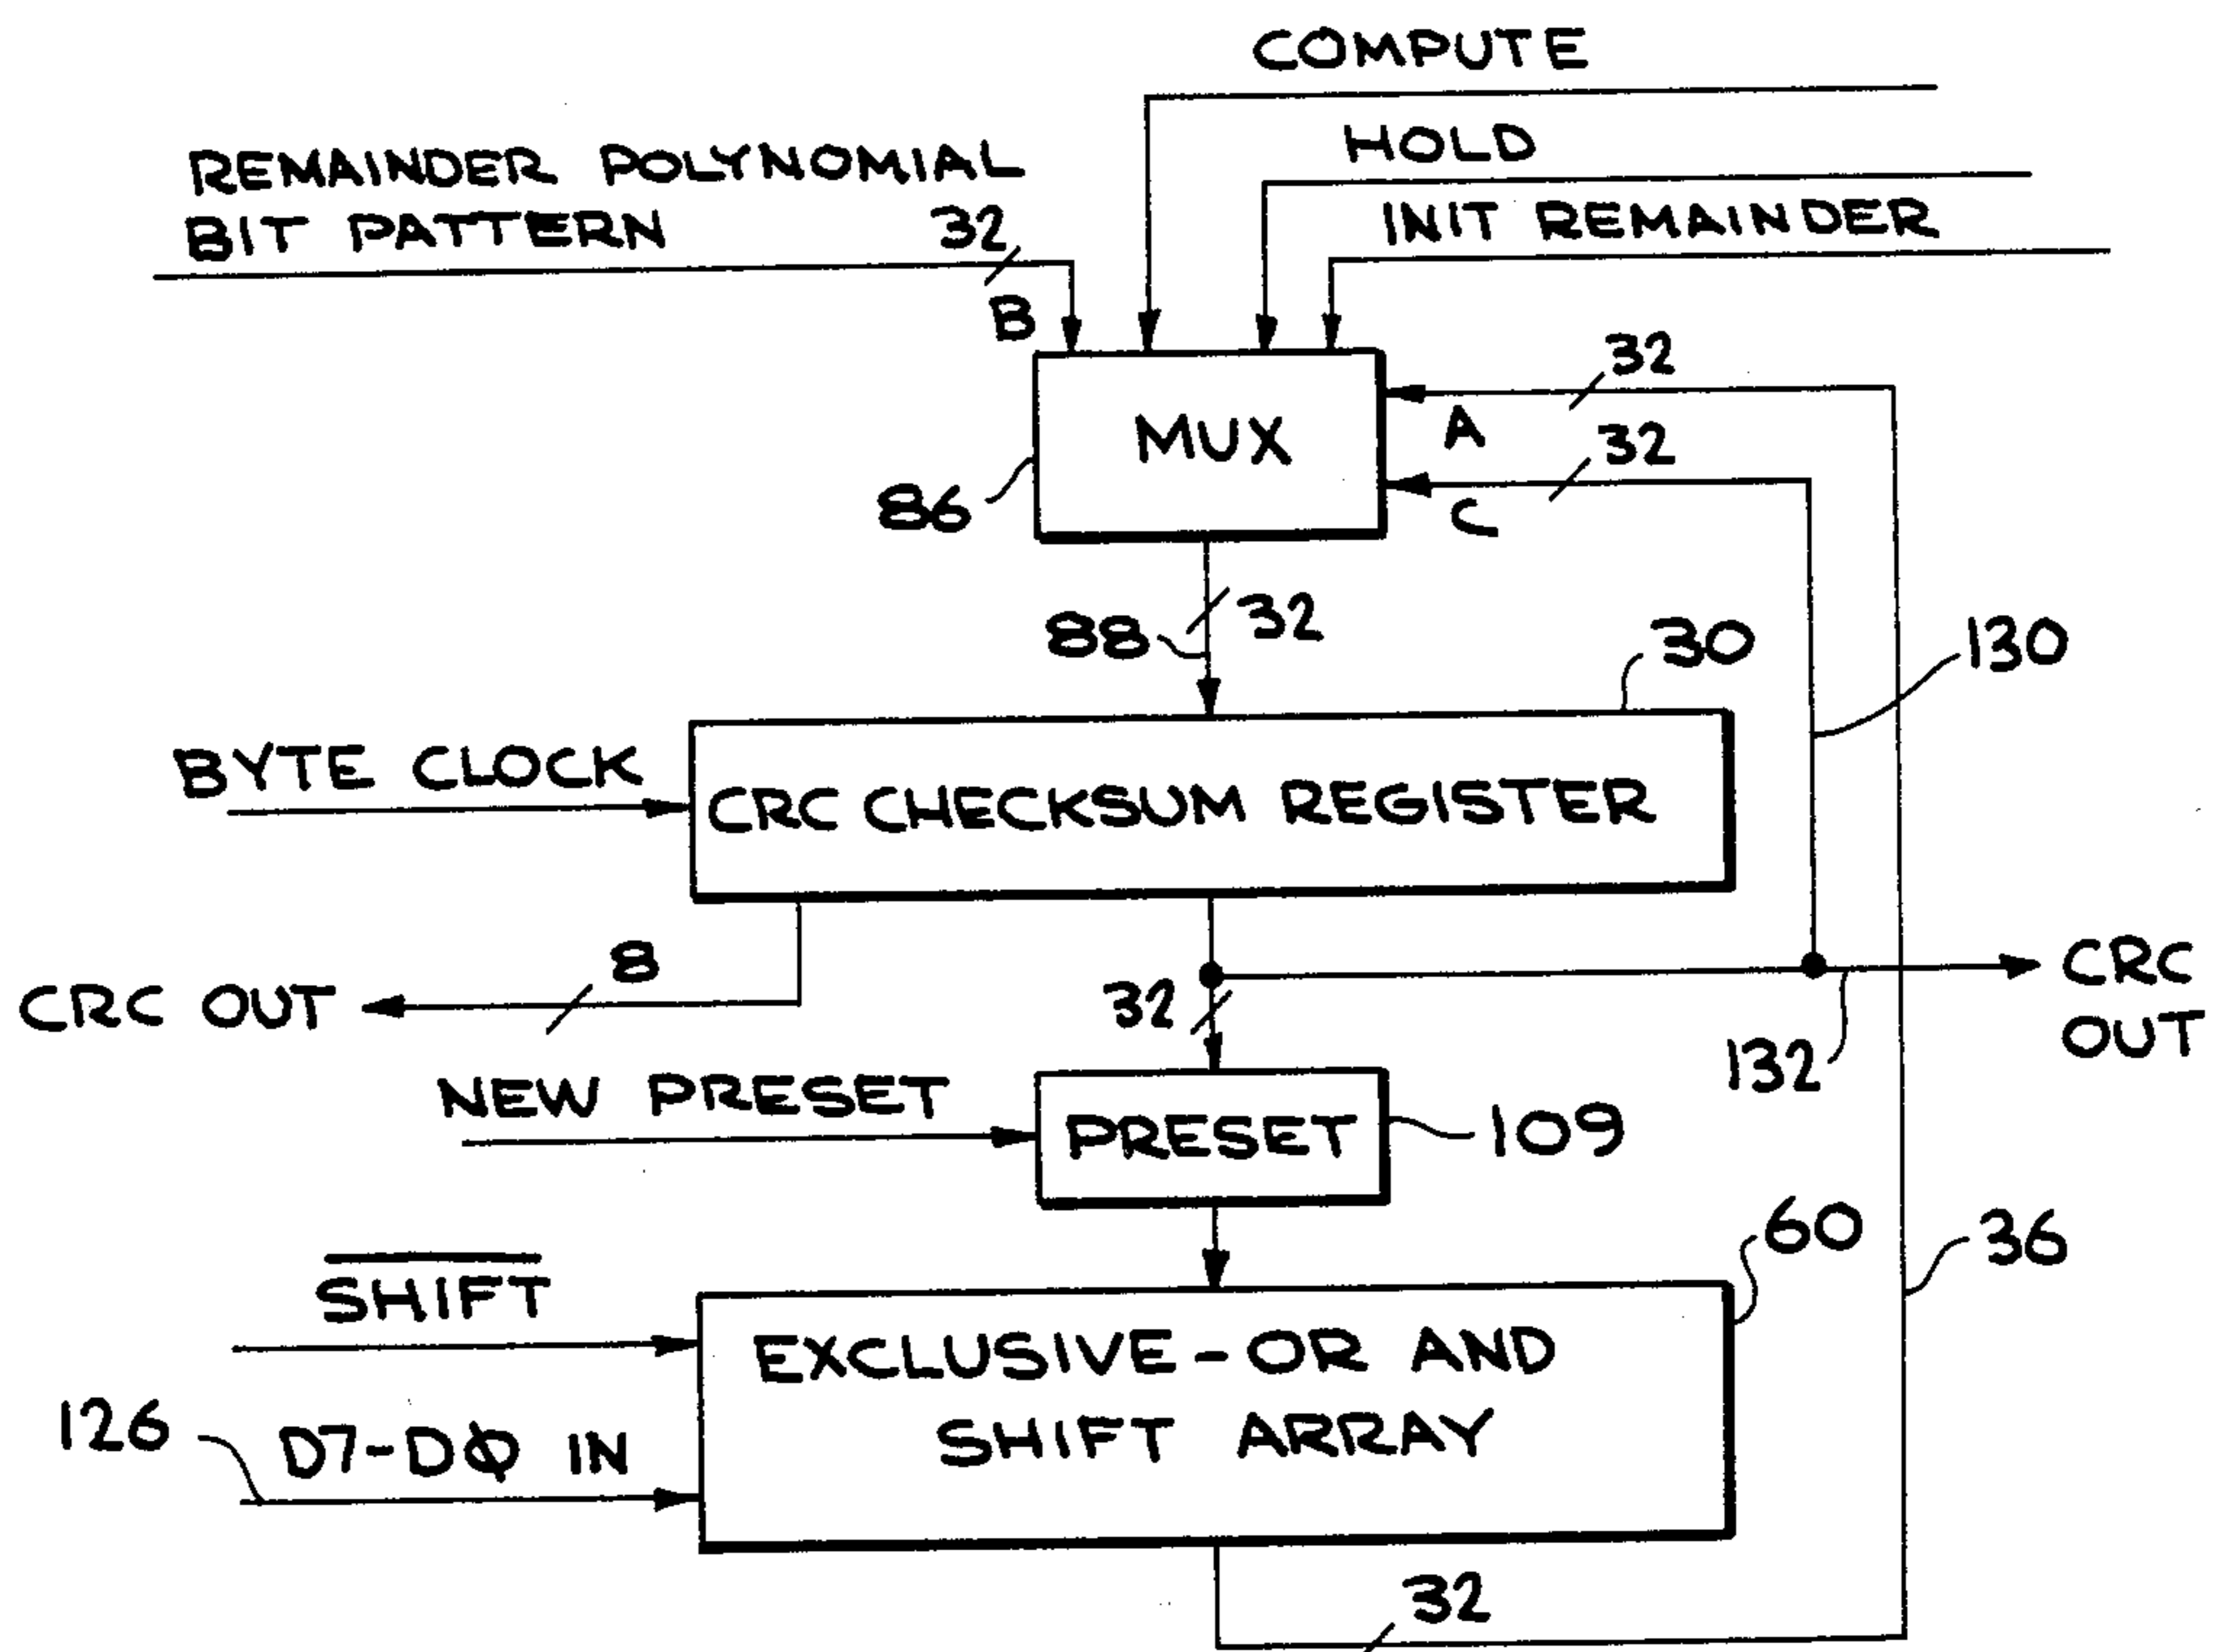 COMPUTE
HOLD
REMAINDER POLYNOMIAL
BIT PATTERN
32
INIT REMAINDER
B
32
MUX
A
32
86
C
88
32
30
130
BYTE CLOCK
CRC CHECKSUM REGISTER
8
CRC OUT
32
CRC
OUT
132
NEW PRESET
PRESET
109
60
36
SHIFT
EXCLUSIVE-OR AND
SHIFT ARRAY
126
D7-DΦ IN
32